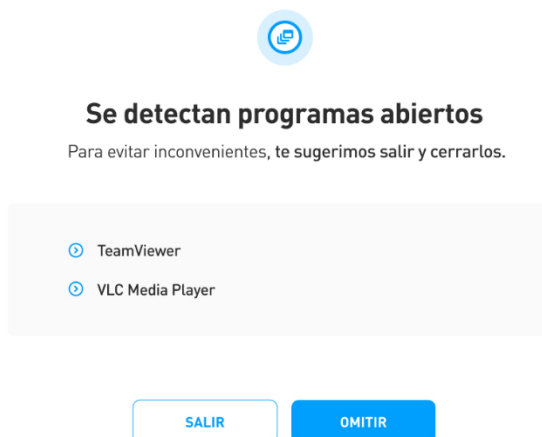 Se detectan programas abiertos
Para evitar inconvenientes, te sugerimos salir y cerrarlos.
TeamViewer
VLC Media Player
SALIR
OMITIR